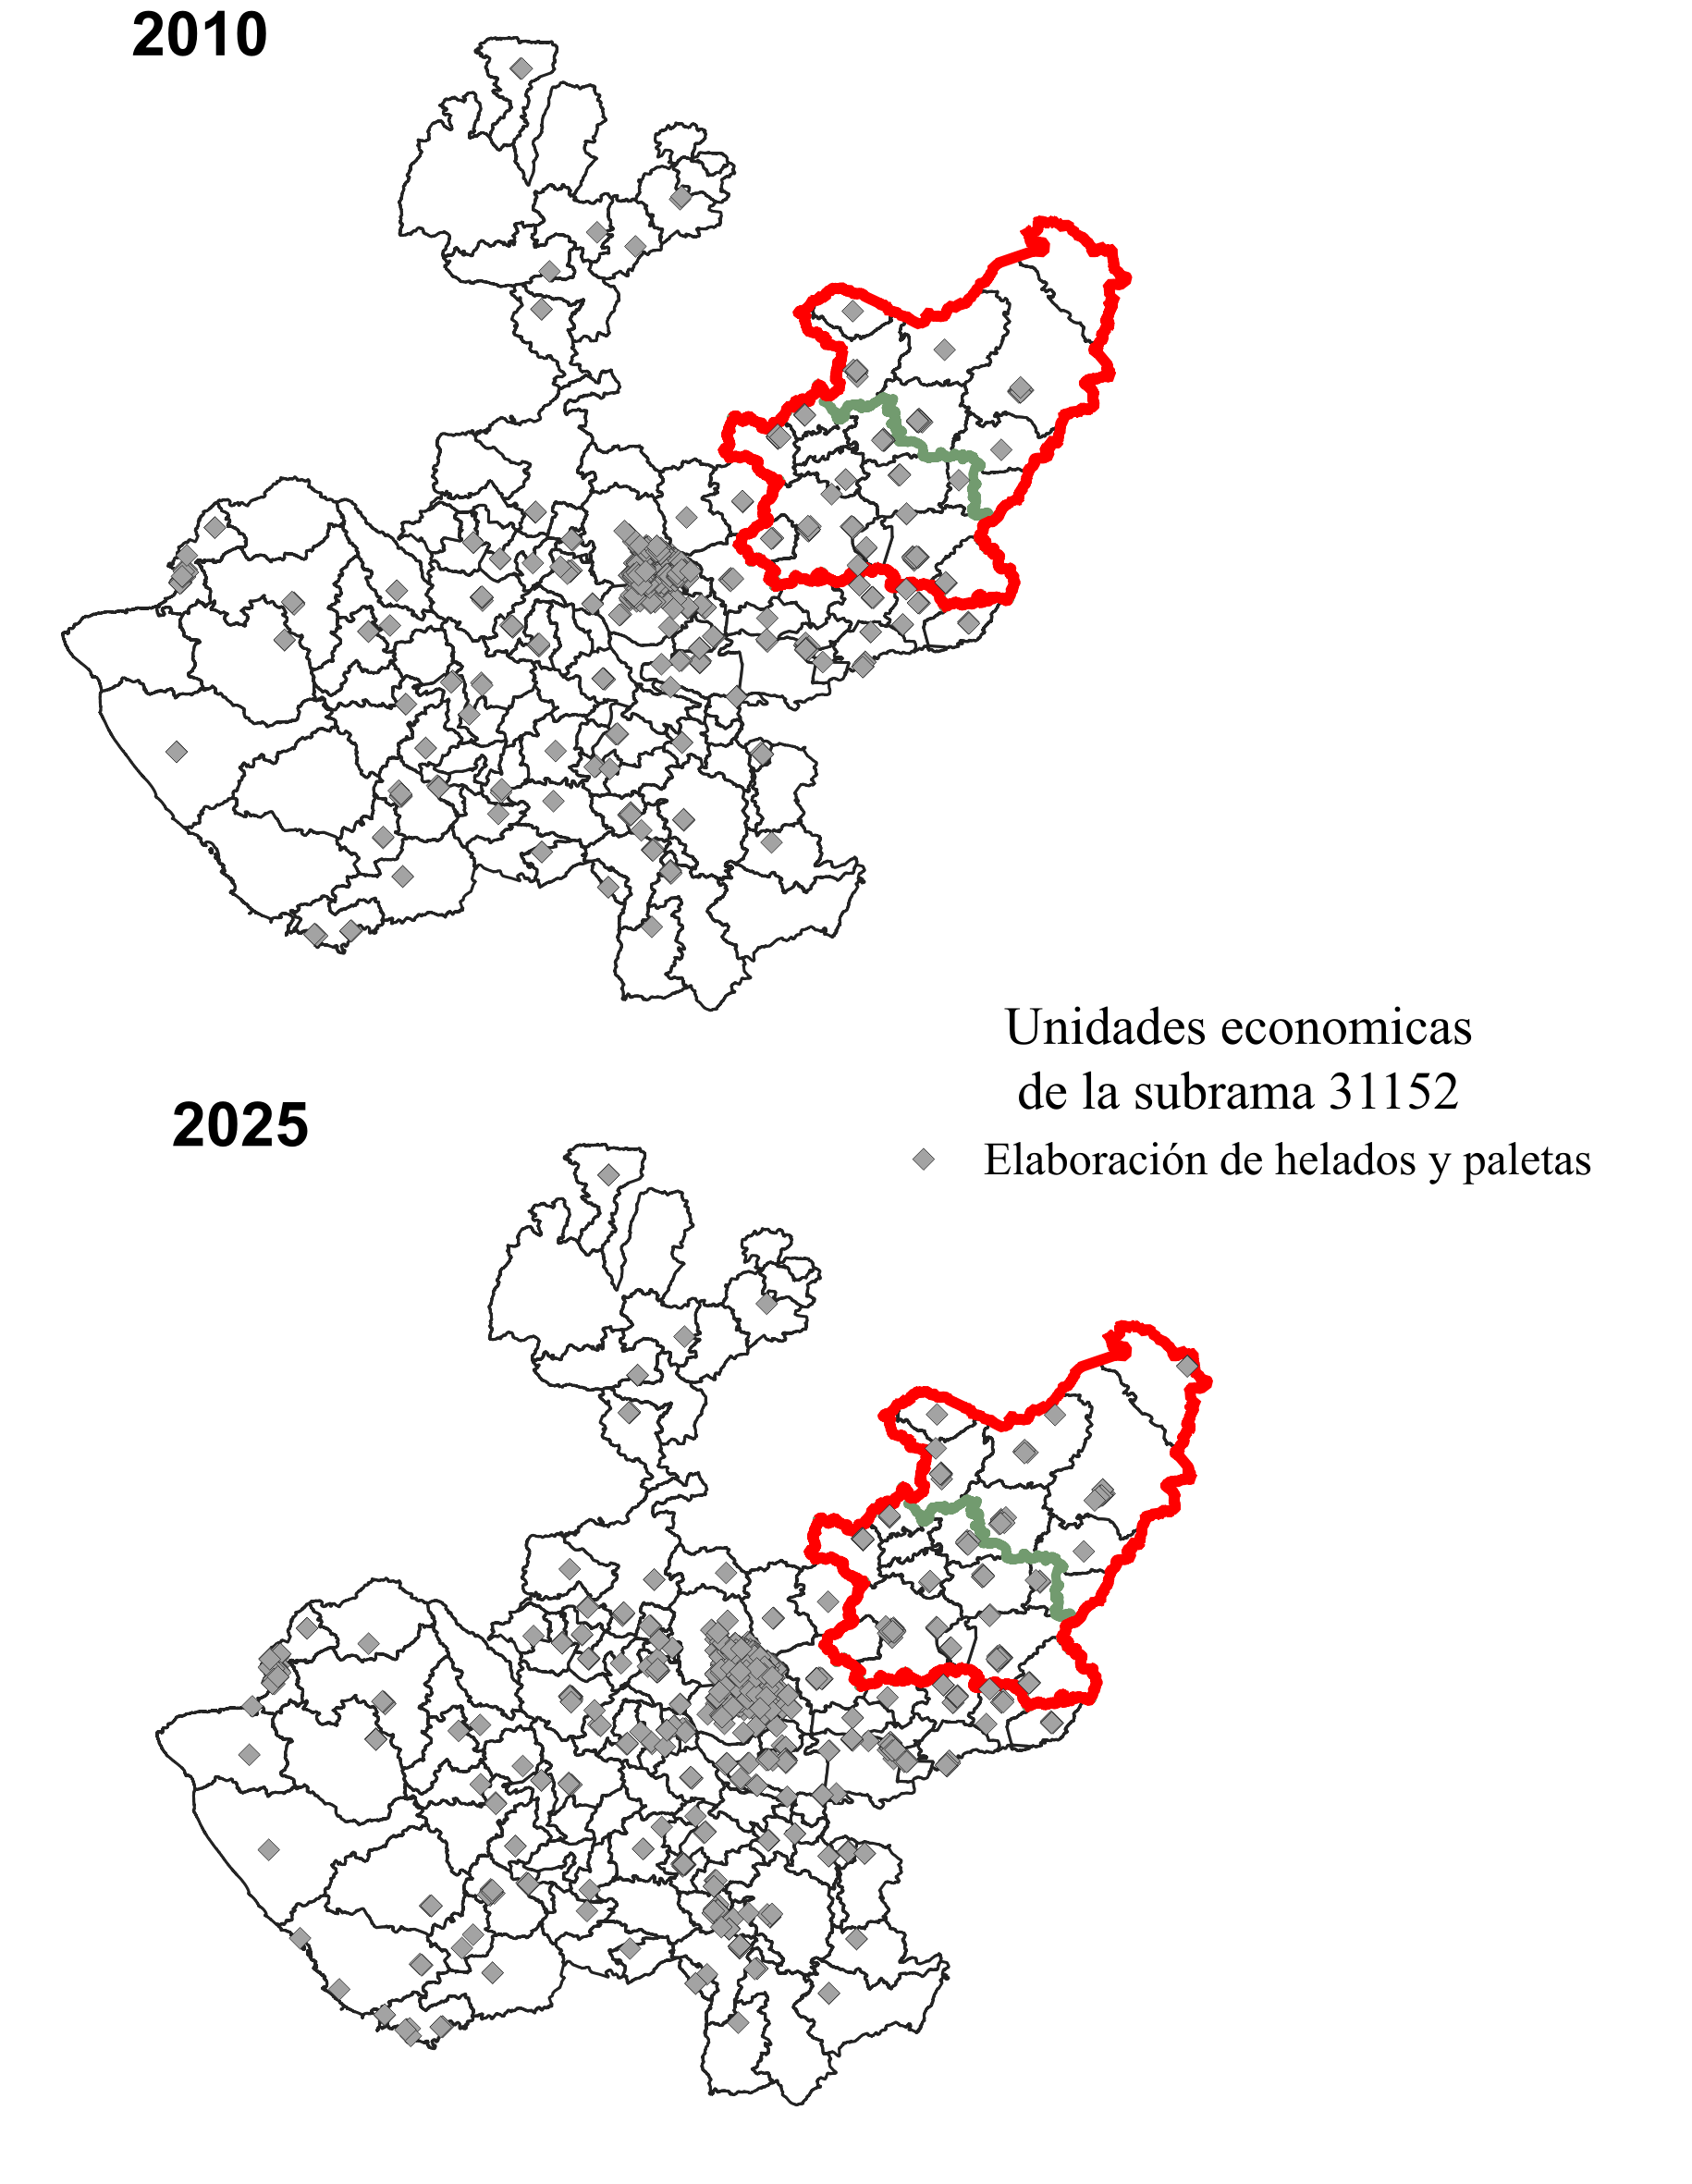 2010
Unidades economicas
de la subrama 31152
2025
Elaboración de helados y paletas